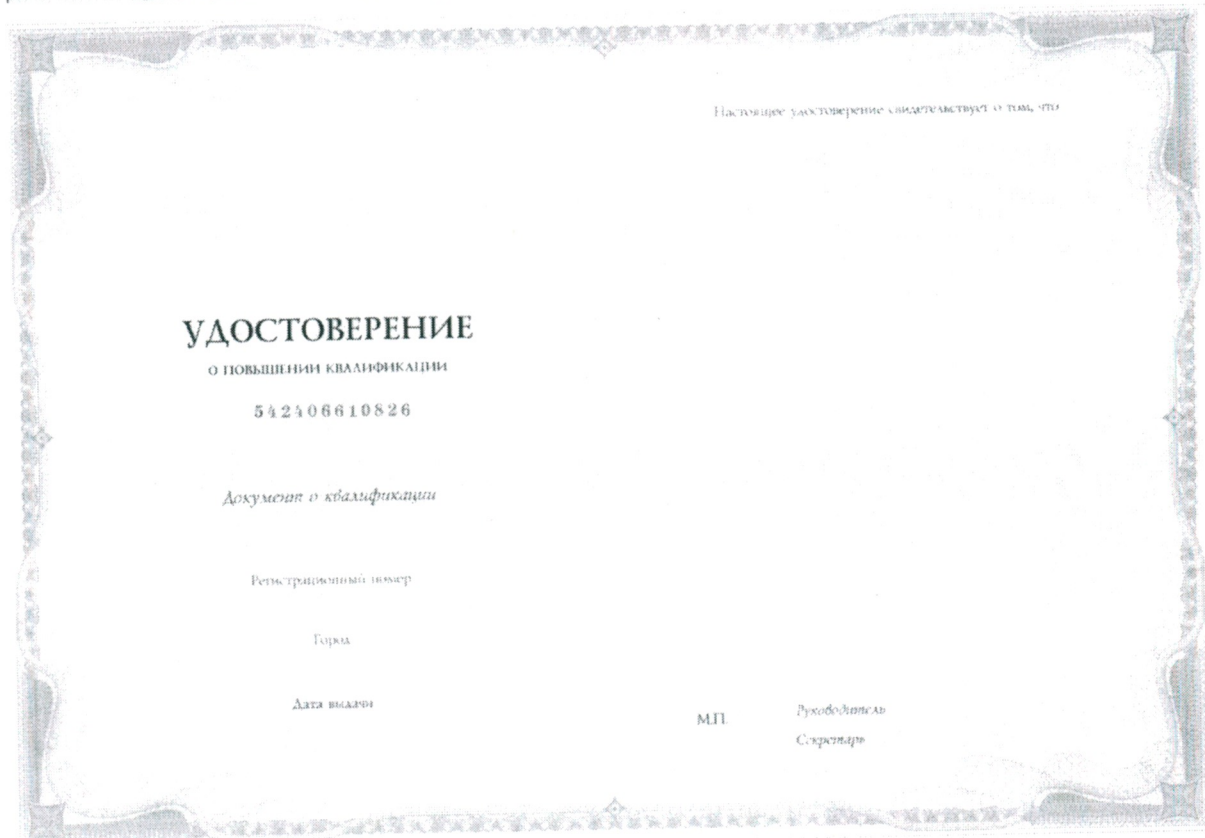 УДОСТОВЕРЕНИЕ
О ПОВЫШЕНИИ КВАЛИФИКАЦИИ
542406610826
Документ о квалификации
Регистрационный номер
Город
Дата выдачи
Настоящее удостоверение свидетельствует о том, что
М.П.
Руководитель
Секретарь